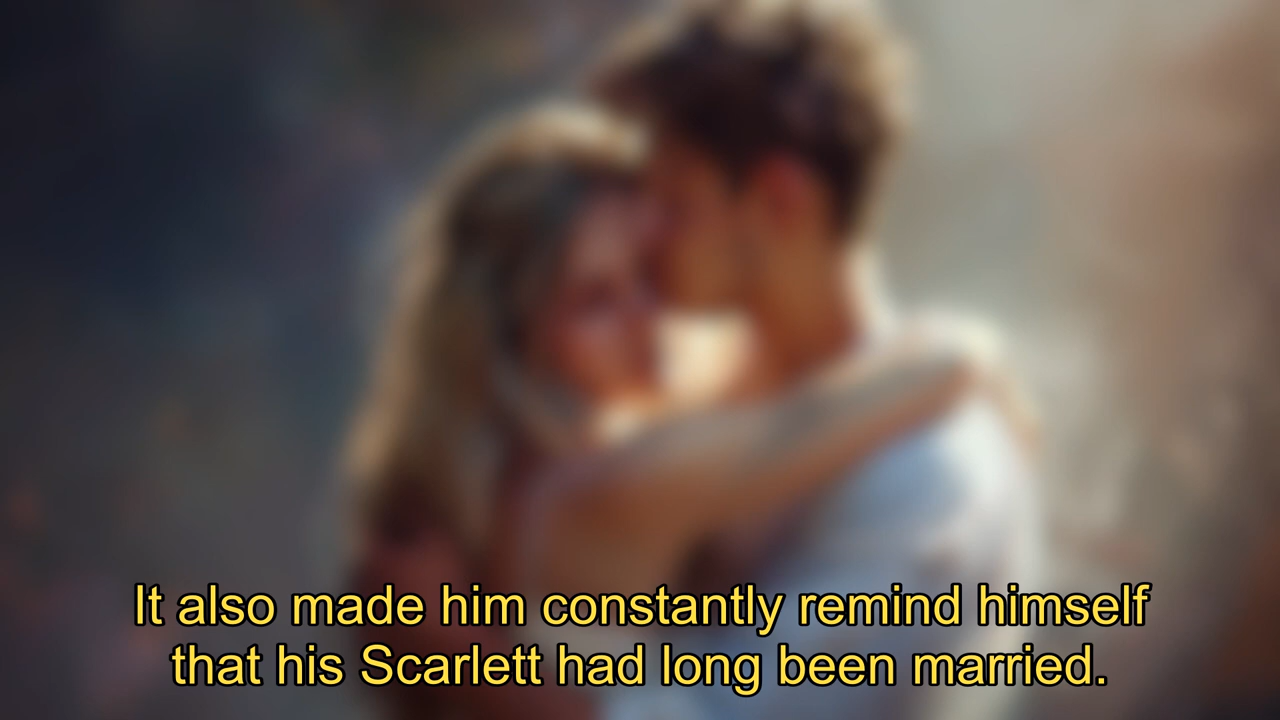 It also made him constantly remind himself
that his Scarlett had long been married.